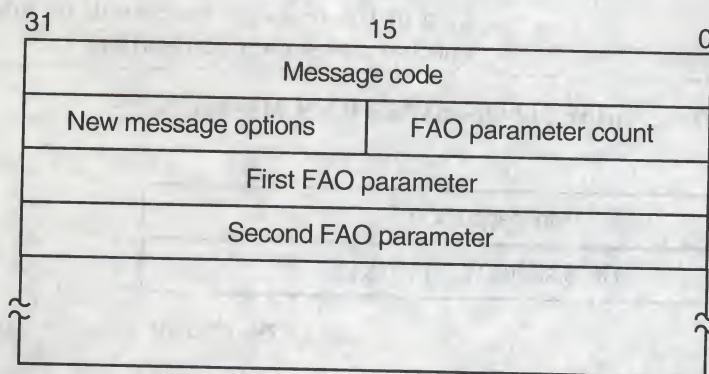 31 15 0
Message code
New message options FAO parameter count
First FAO parameter
Second FAO parameter